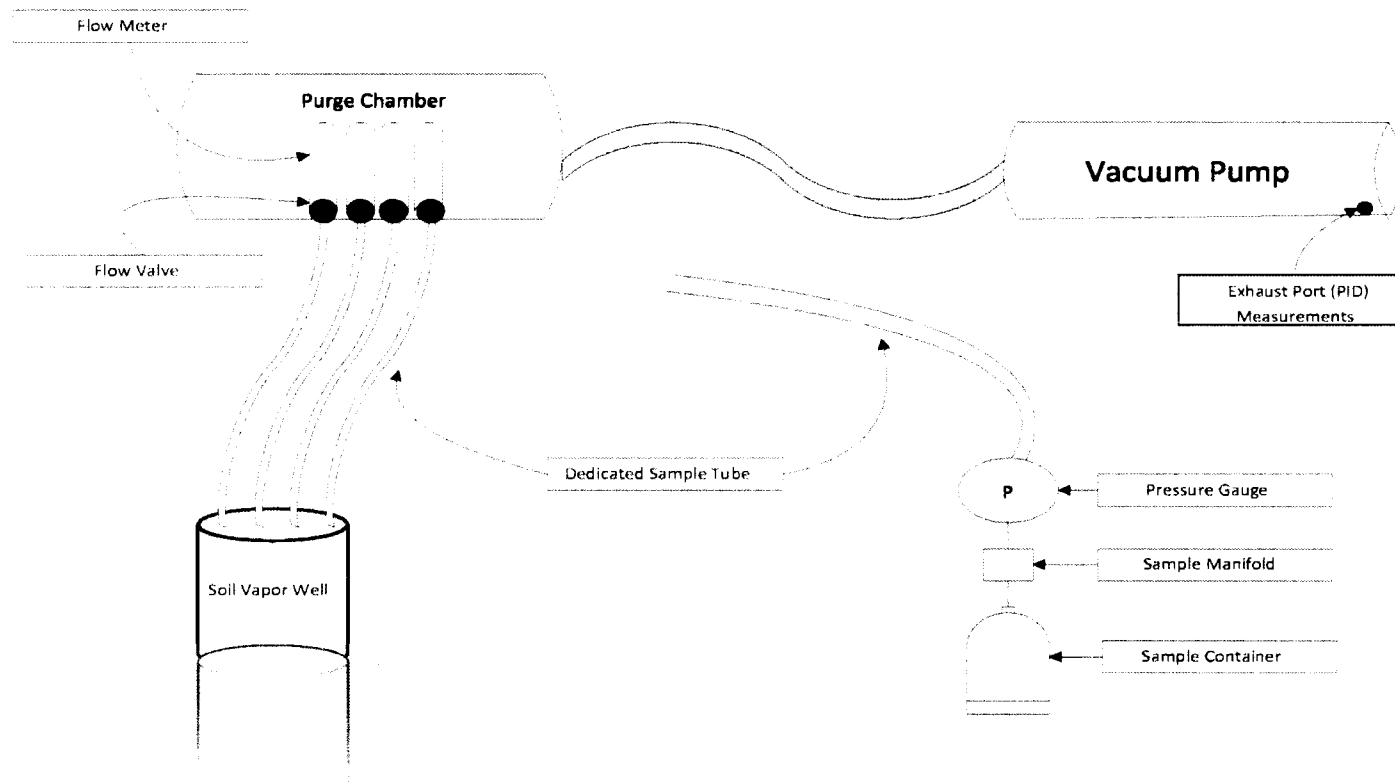 Flow Meter
Purge Chamber
Vacuum Pump
Flow Valve
Exhaust Port (PID)
Measurements
Dedicated Sample Tube
P
Pressure Gauge
Sample Manifold
Soil Vapor Well
Sample Container